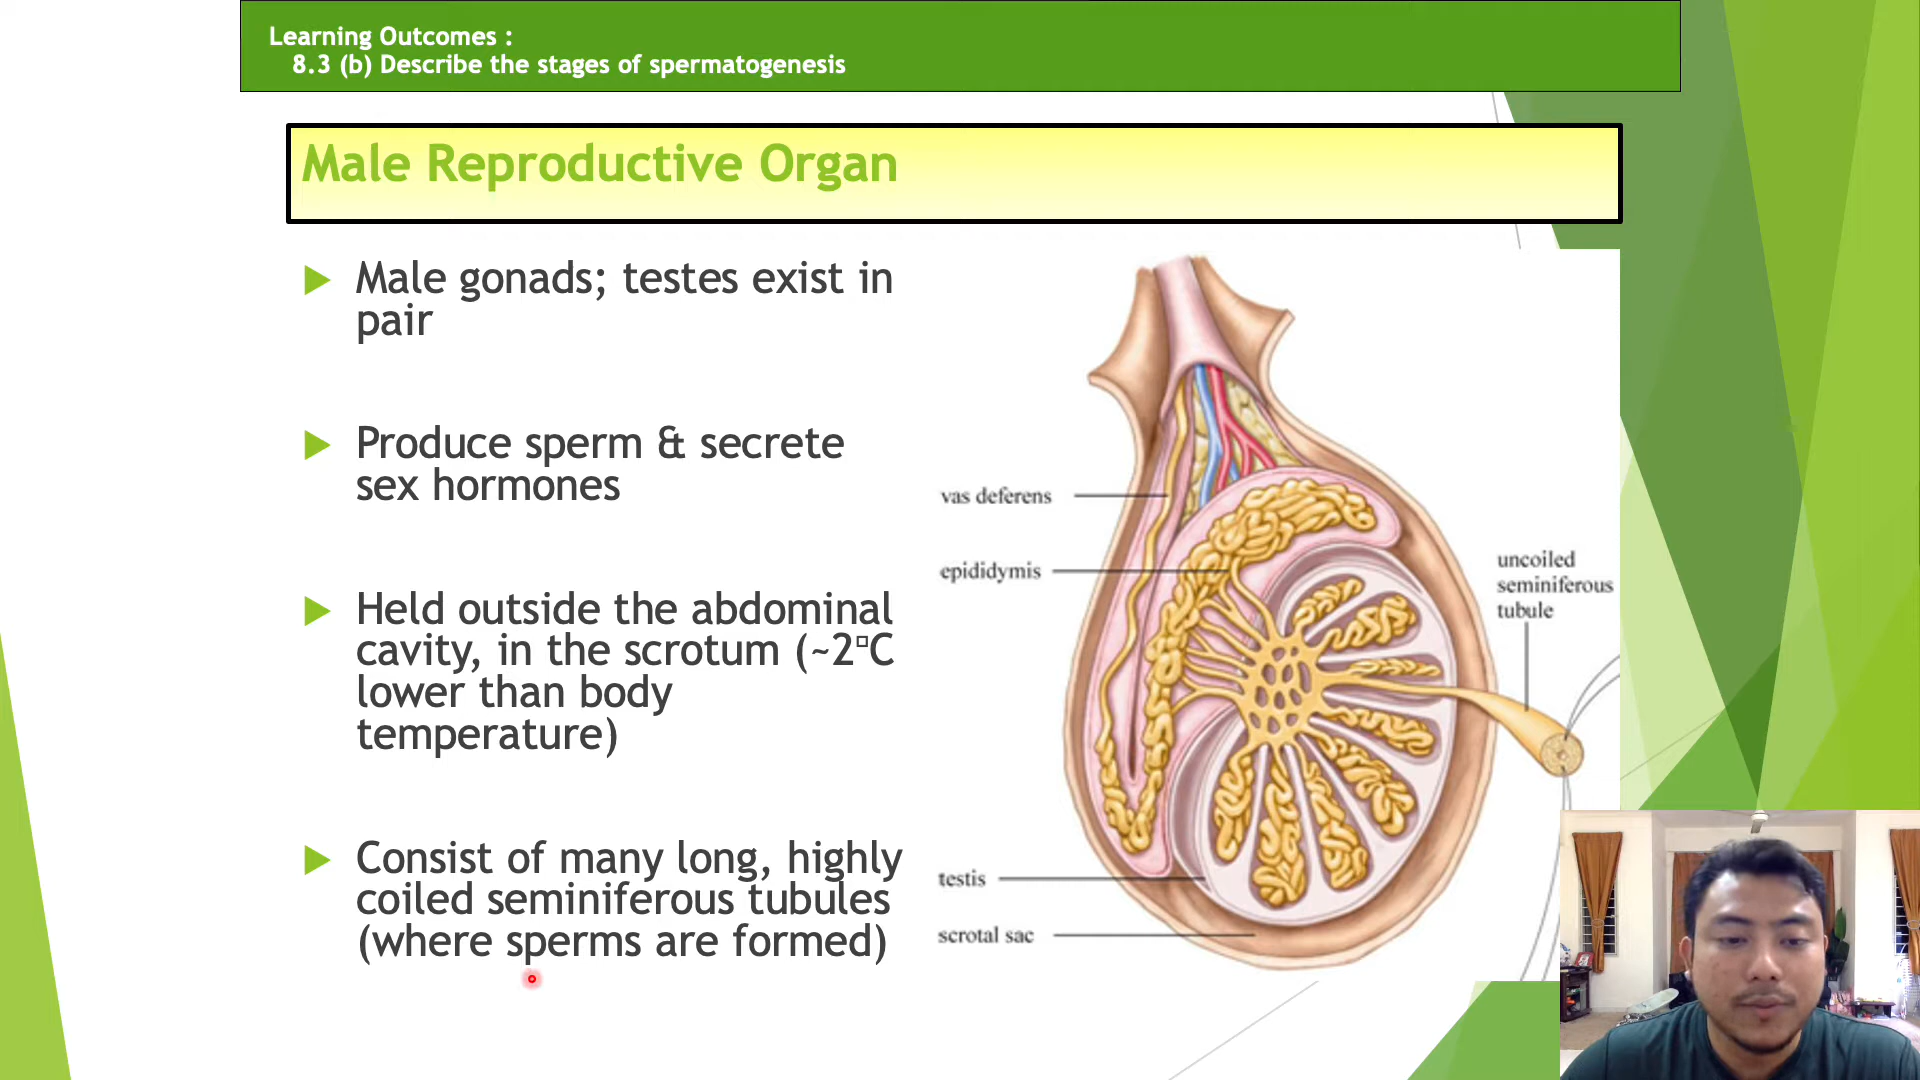 Learning Outcomes :
8.3 (b) Describe the stages of spermatogenesis
Male Reproductive Organ
Male gonads; testes exist in
pair
Produce sperm & secrete
sex hormones
Held outside the abdominal
cavity, in the scrotum (~2▫C
lower than body
temperature)
Consist of many long, highly
coiled seminiferous tubules
(where sperms are formed)
vas deferens
epididymis
uncoiled
seminiferous
tubule
testis
scrotal sac